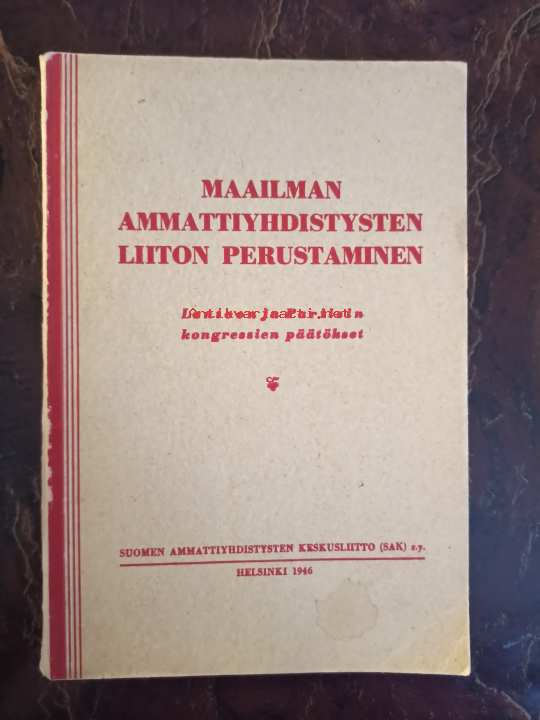 MAAILMAN
AMMATTIYHDISTYSTEN
LIITON PERUSTAMINEN
kongressien päätökset
SUOMEN AMMATTIYHDISTYSTEN KESKUSLIITTO (SAK) r.y.
HELSINKI 1946